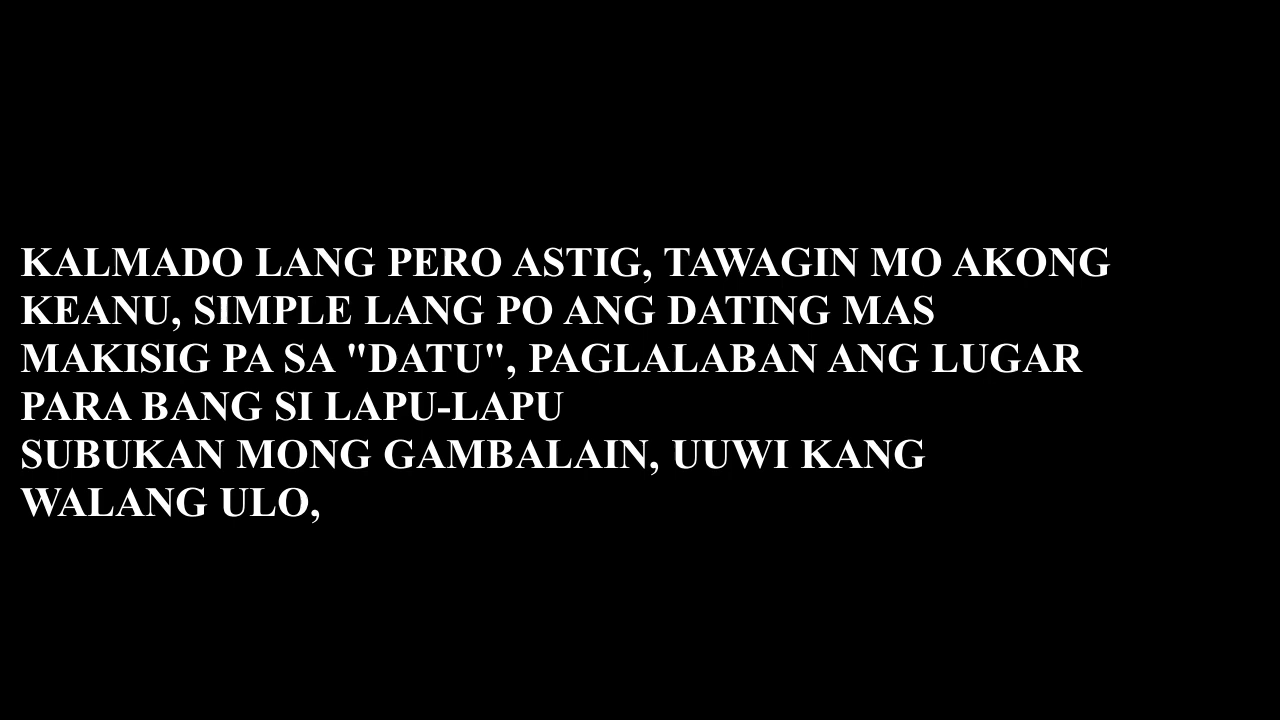 KALMADO LANG PERO ASTIG, TAWAGIN MO AKONG
KEANU, SIMPLE LANG PO ANG DATING MAS
MAKISIG PA SA "DATU", PAGLALABAN ANG LUGAR
PARA BANG SI LAPU-LAPU
SUBUKAN MONG GAMBALAIN, UUWI KANG
WALANG ULO,